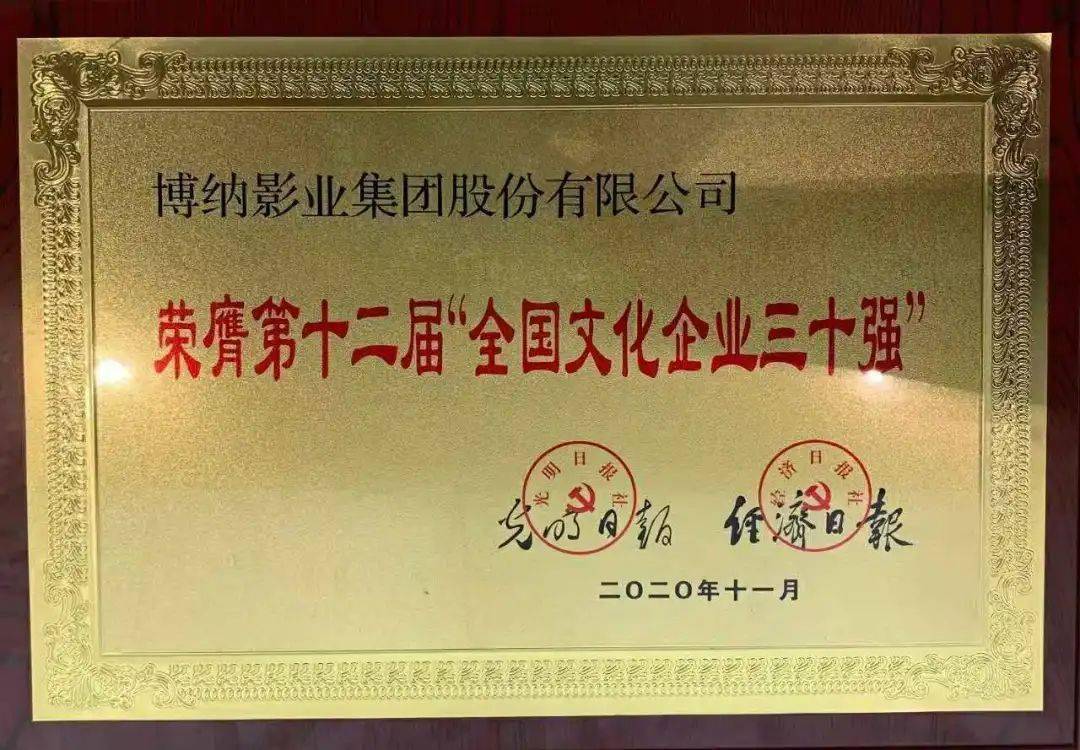 博纳影业集团股份有限公司
荣膺第十二届“全国文化企业三十强”
光明日报社
经济日报社
光明日報
经濟日報
二〇二〇年十一月